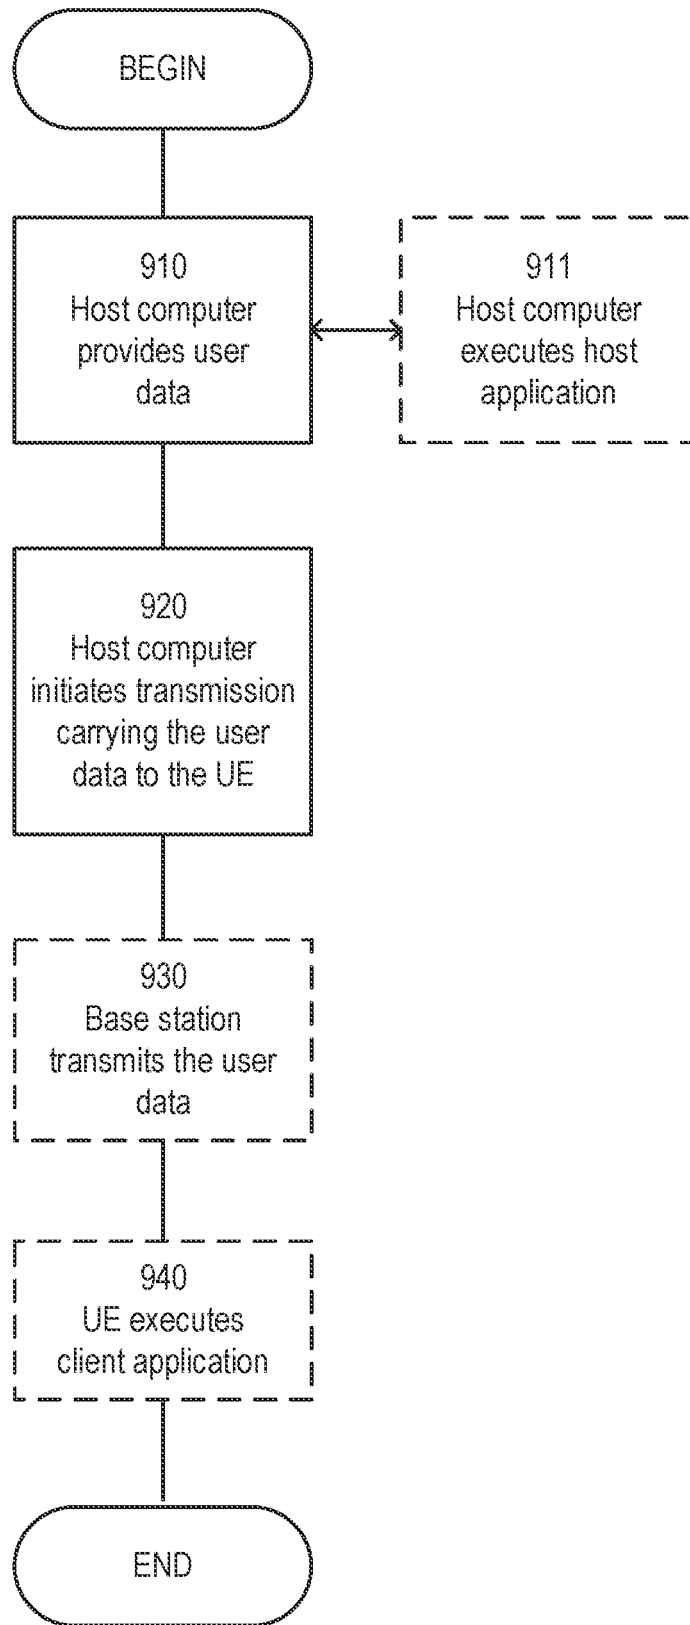 BEGIN
910
Host computer
provides user
data
911
Host computer
executes host
application
920
Host computer
initiates transmission
carrying the user
data to the UE
930
Base station
transmits the user
data
940
UE executes
client application
END